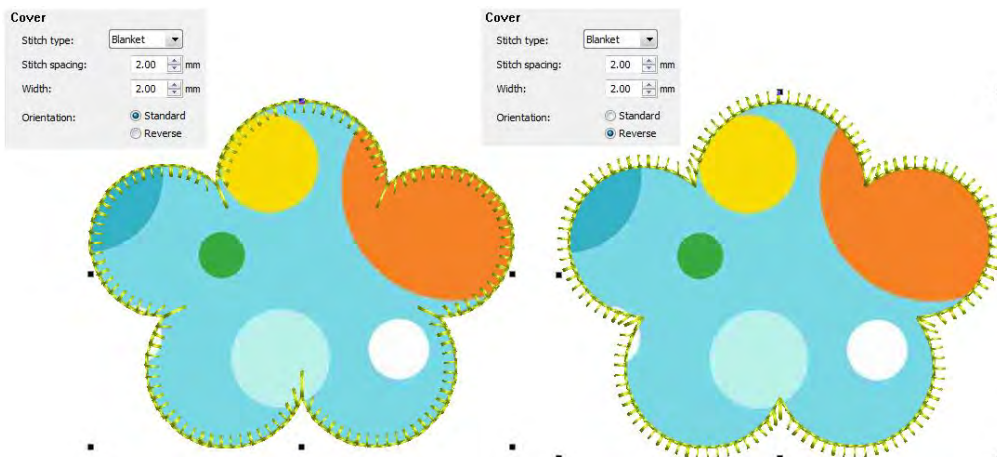 Cover
Stitch type: Blanket
Stitch spacing: 2.00 mm
Width: 2.00 mm
Orientation: Standard
Reverse
Cover
Stitch type: Blanket
Stitch spacing: 2.00 mm
Width: 2.00 mm
Orientation: Standard
Reverse